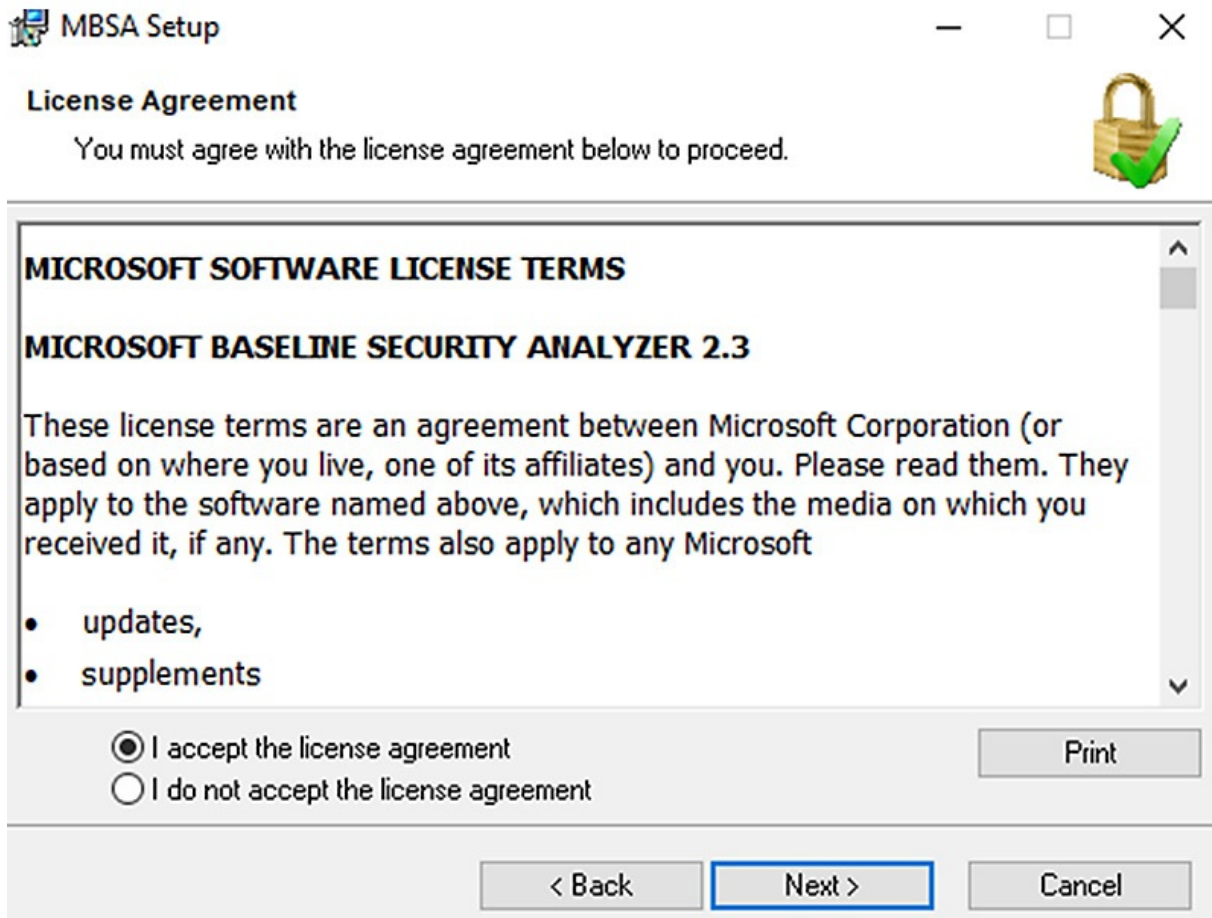 MBSA Setup
License Agreement
You must agree with the license agreement below to proceed.
MICROSOFT SOFTWARE LICENSE TERMS
MICROSOFT BASELINE SECURITY ANALYZER 2.3
These license terms are an agreement between Microsoft Corporation (or
based on where you live, one of its affiliates) and you. Please read them. They
apply to the software named above, which includes the media on which you
received it, if any. The terms also apply to any Microsoft
• updates,
• supplements
I accept the license agreement
Print
I do not accept the license agreement
< Back Next > Cancel